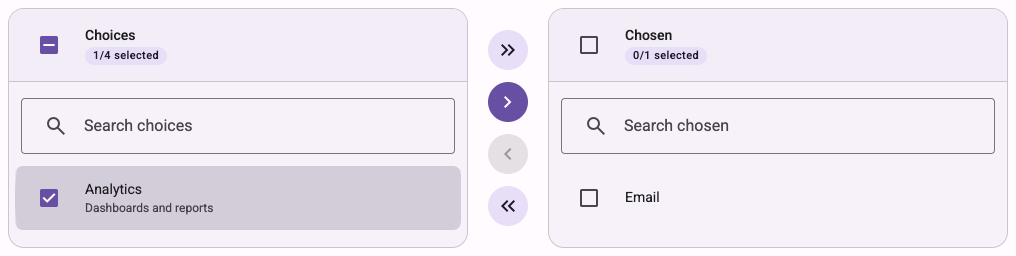 Choices
1/4 selected
Search choices
Analytics
Dashboards and reports
Chosen
0/1 selected
Search chosen
Email